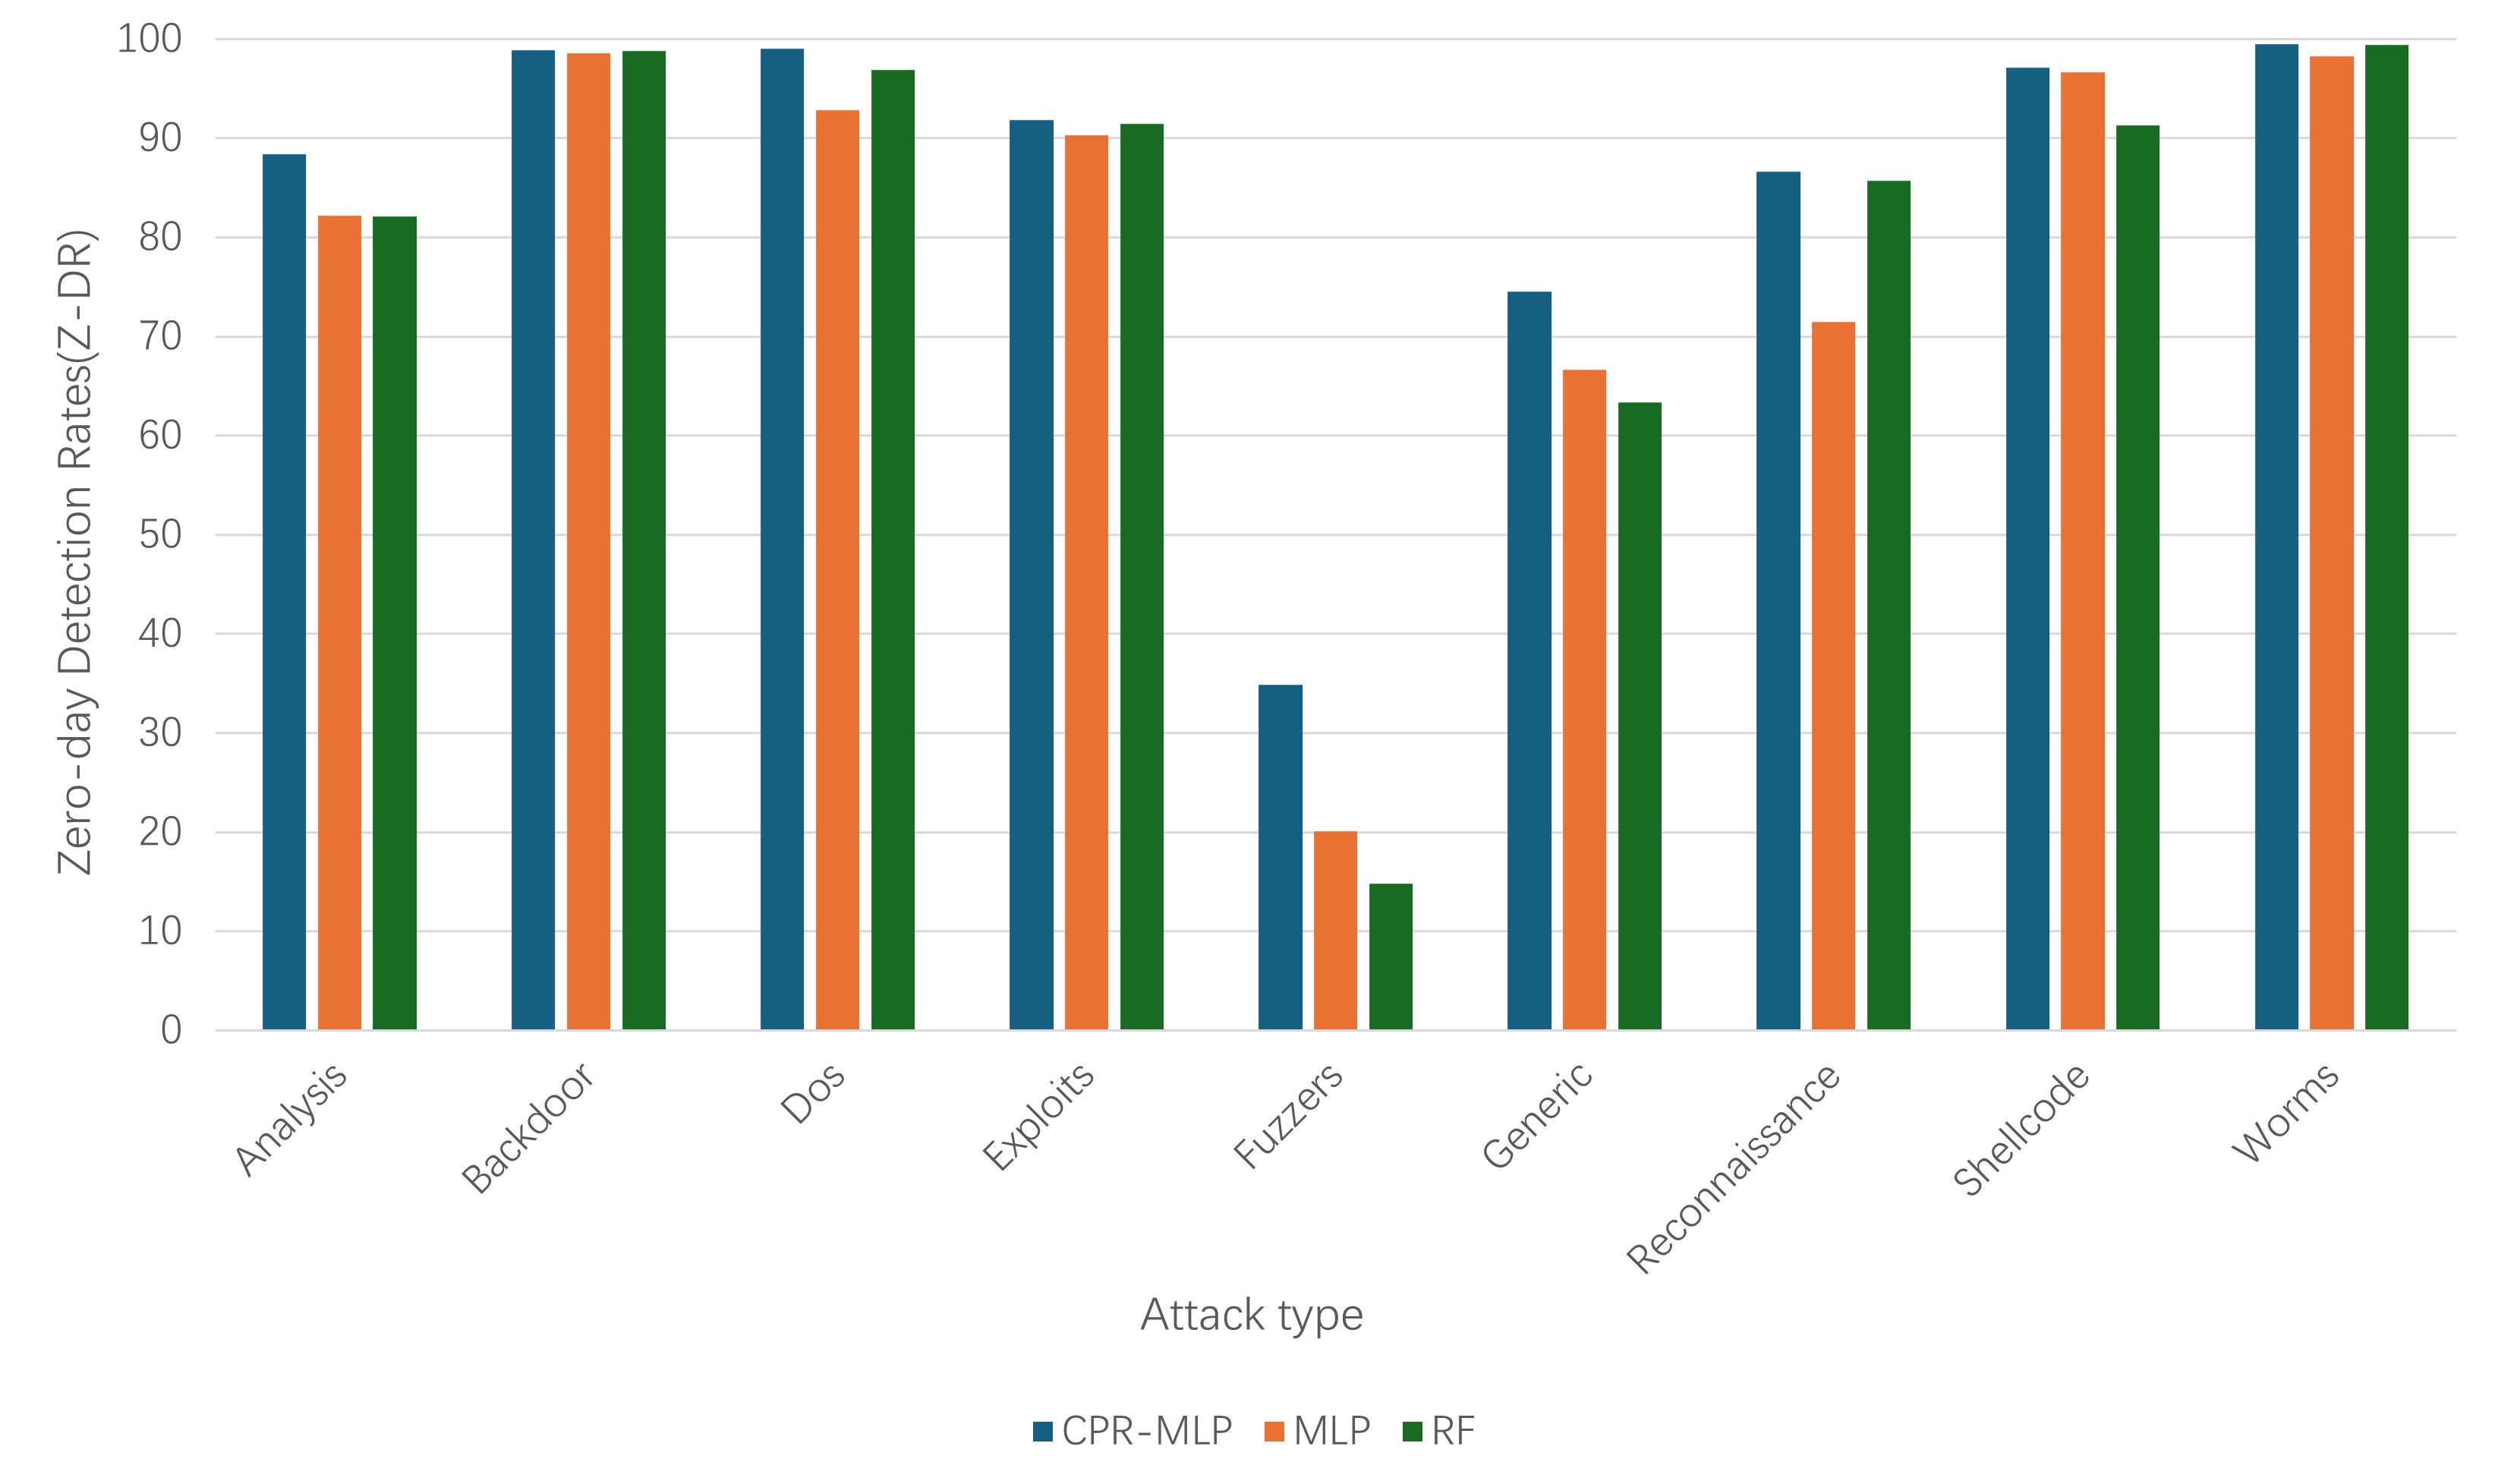 Zero-day Detection Rates(Z-DR)
100
90
80
70
60
50
40
30
20
10
0
Analysis
Backdoor
Dos
Exploits
Fuzzers
Generic
Reconnaissance
Shellcode
Worms
Attack type
CPR-MLP
MLP
RF